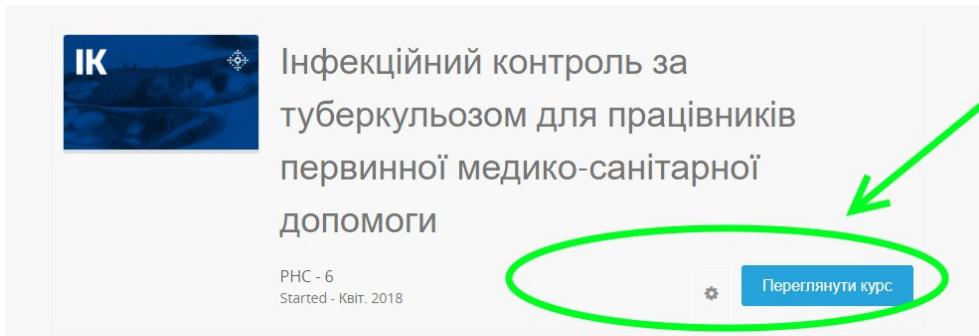 ІК
Інфекційний контроль за
туберкульозом для працівників
первинної медико-санітарної
допомоги
PHC - 6
Started - Квіт. 2018
Переглянути курс